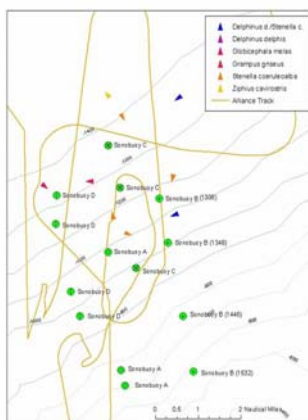 Delphinus d./Stenella c.
Delphinus delphis
Globicephala melas
Grampus griseus
Stenella coeruleoalba
Ziphius cavirostris
Alliance Track
Sonobuoy C
Sonobuoy C
Sonobuoy D
Sonobuoy B (1308)
Sonobuoy D
Sonobuoy B (1348)
Sonobuoy A
Sonobuoy C
Sonobuoy D
Sonobuoy D
Sonobuoy B (1446)
Sonobuoy A
Sonobuoy B (1532)
Sonobuoy A
0 0.5 1 2 Nautical Miles